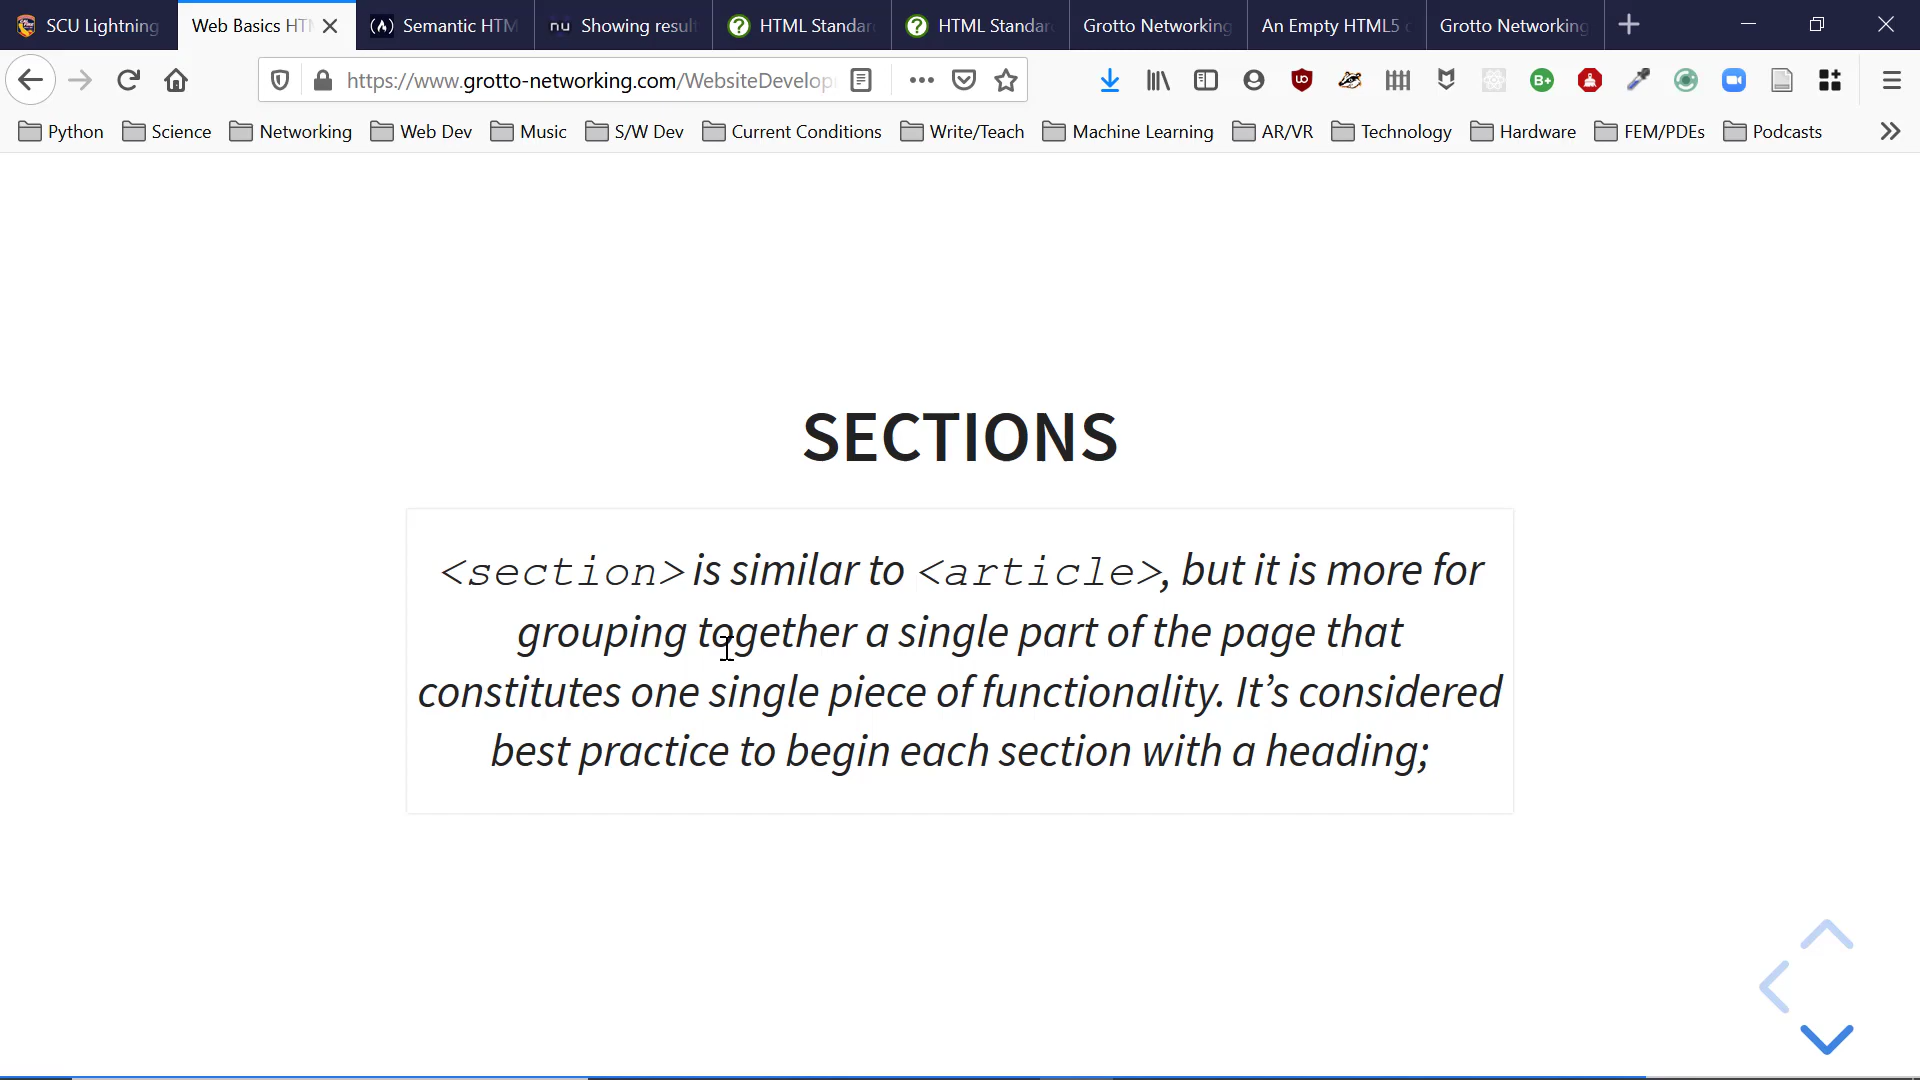 SCU Lightning
Web Basics HTM
Semantic HTM
nu Showing result
HTML Standar
HTML Standar
Grotto Networking
An Empty HTML5
Grotto Networking
https://www.grotto-networking.com/WebsiteDevelop
Python Science Networking Web Dev Music S/W Dev Current Conditions Write/Teach Machine Learning AR/VR Technology Hardware FEM/PDEs Podcasts
SECTIONS
<section> is similar to <article>, but it is more for
grouping together a single part of the page that
constitutes one single piece of functionality. It’s considered
best practice to begin each section with a heading;